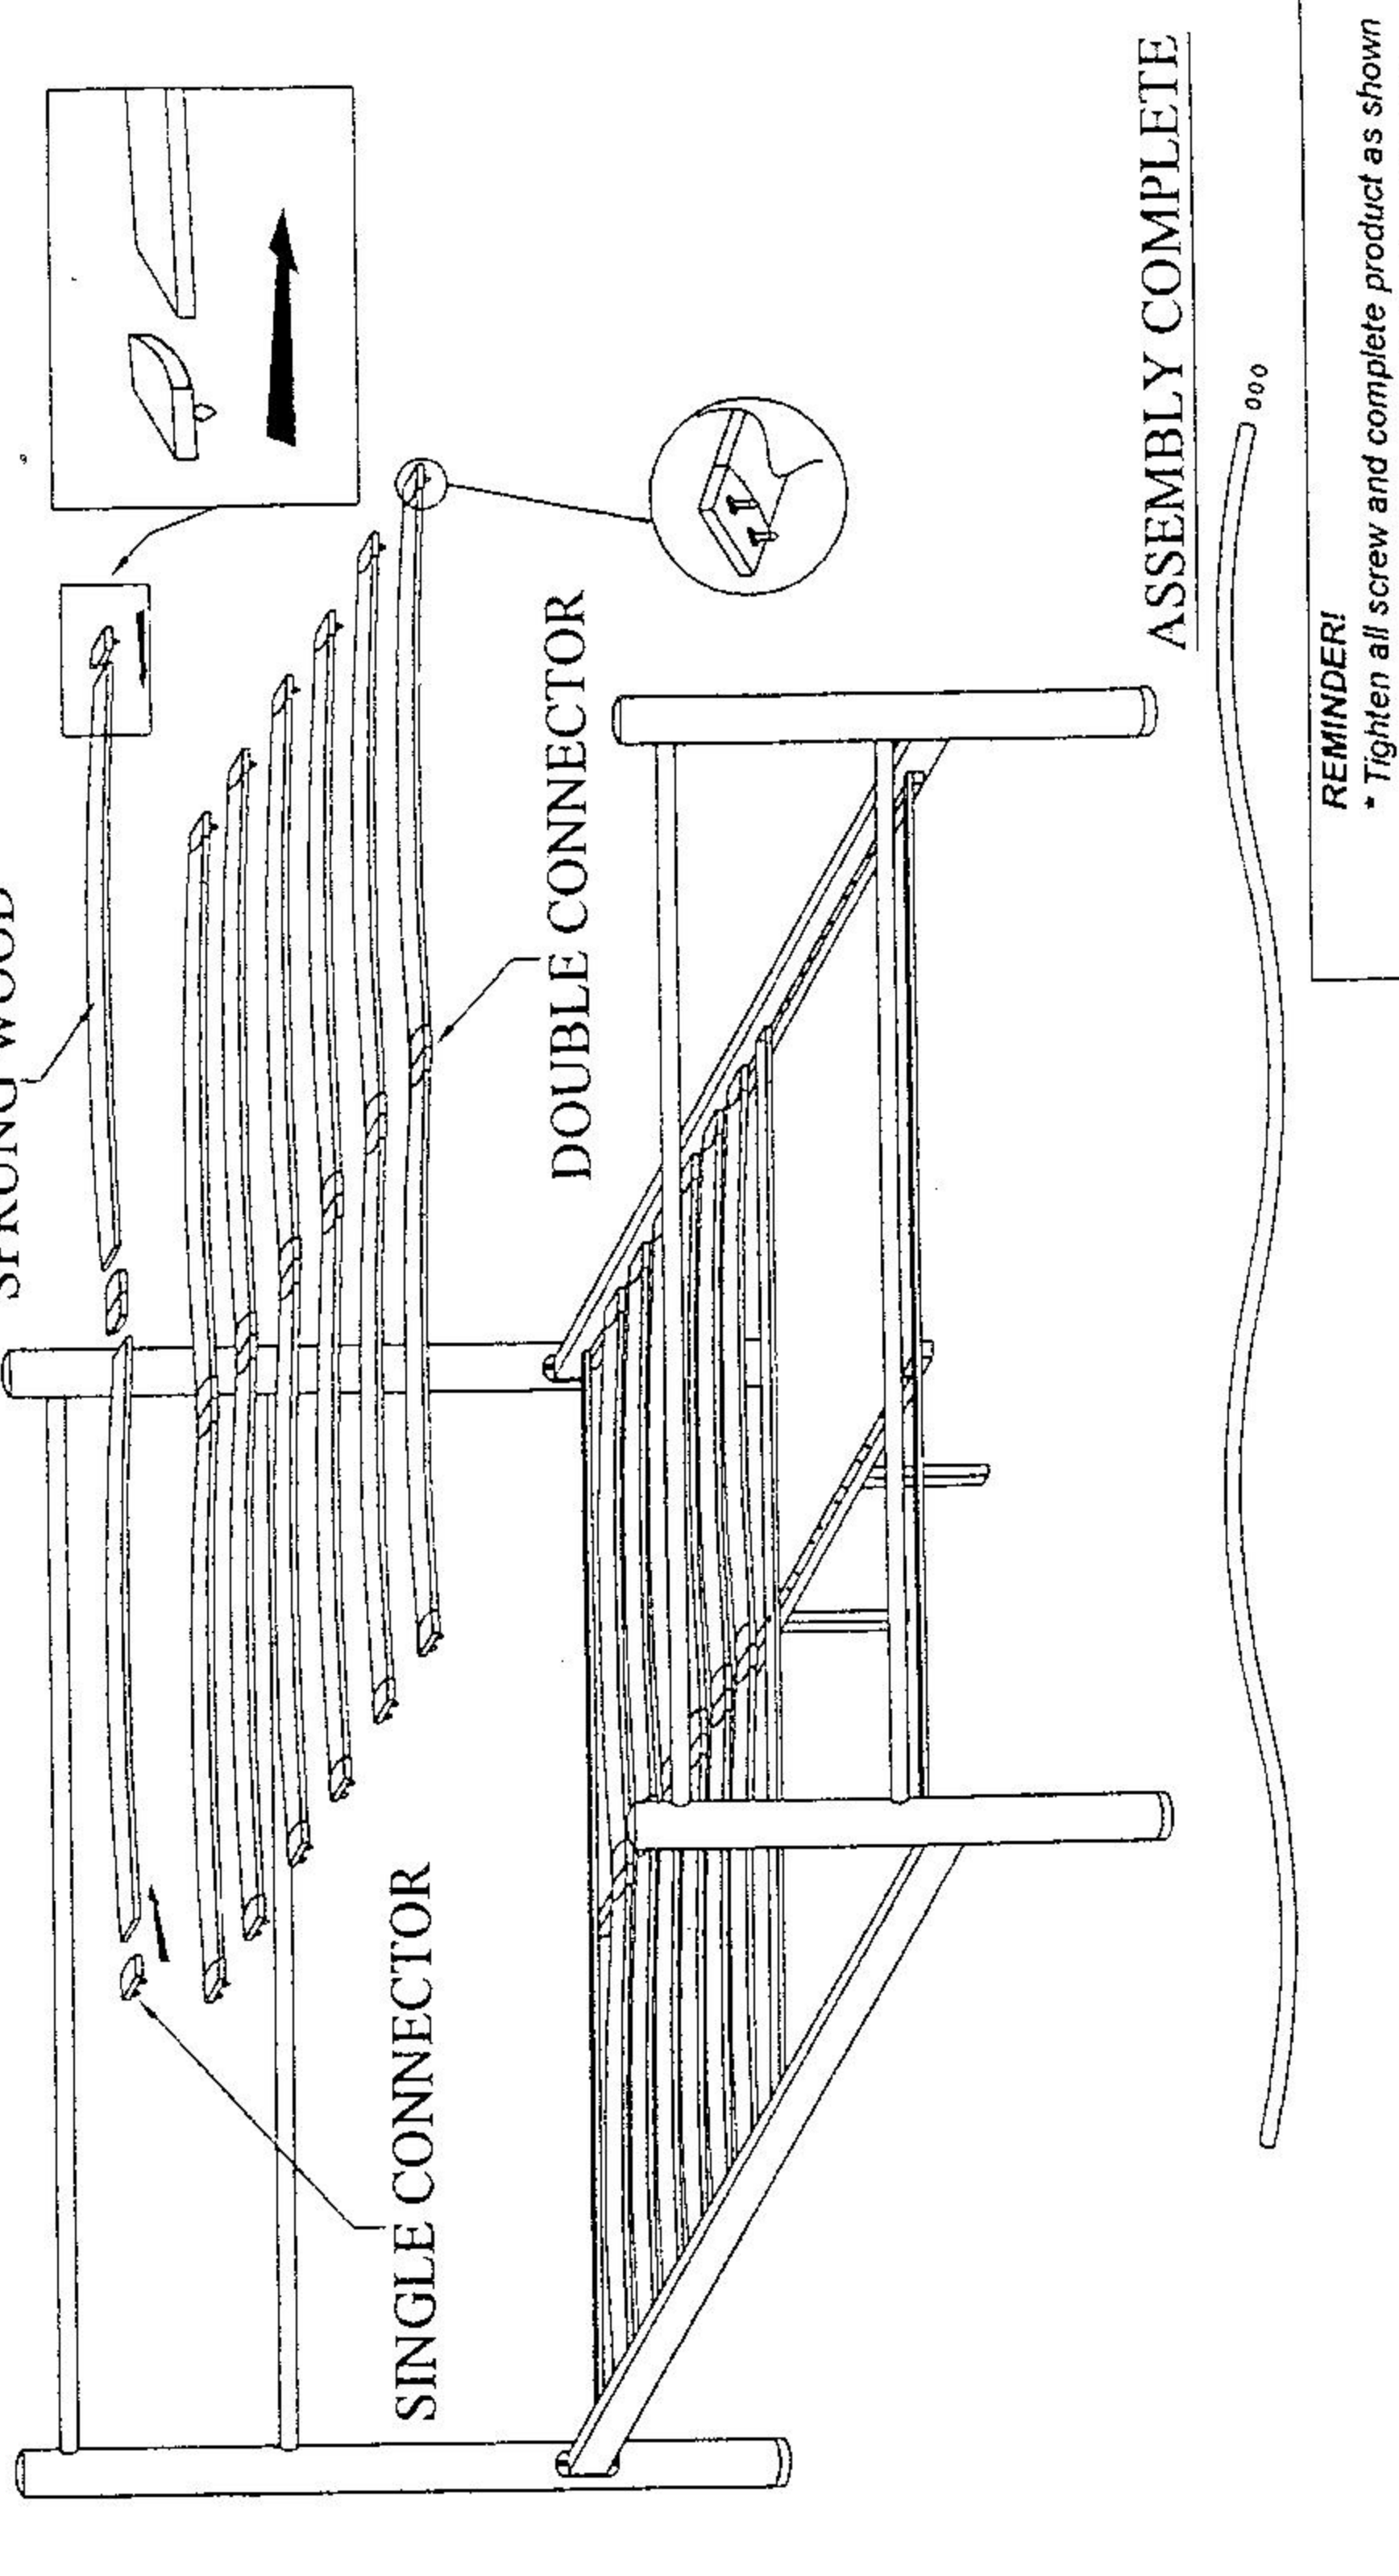 SPRUNG WOOD
DOUBLE CONNECTOR
SINGLE CONNECTOR
ASSEMBLY COMPLETE
REMINDER!
* Tighten all screw and complete product as shown